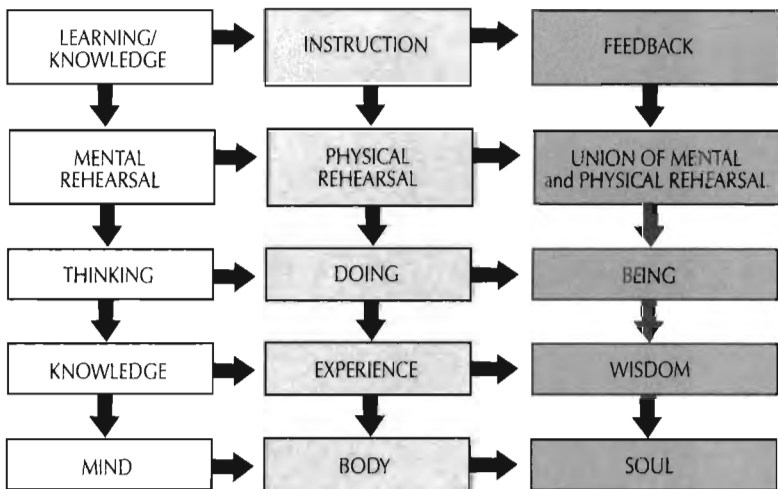 LEARNING/
KNOWLEDGE
INSTRUCTION
FEEDBACK
MENTAL
REHEARSAL
PHYSICAL
REHEARSAL
UNION OF MENTAL
and PHYSICAL REHEARSAL
THINKING
DOING
BEING
KNOWLEDGE
EXPERIENCE
WISDOM
MIND
BODY
SOUL